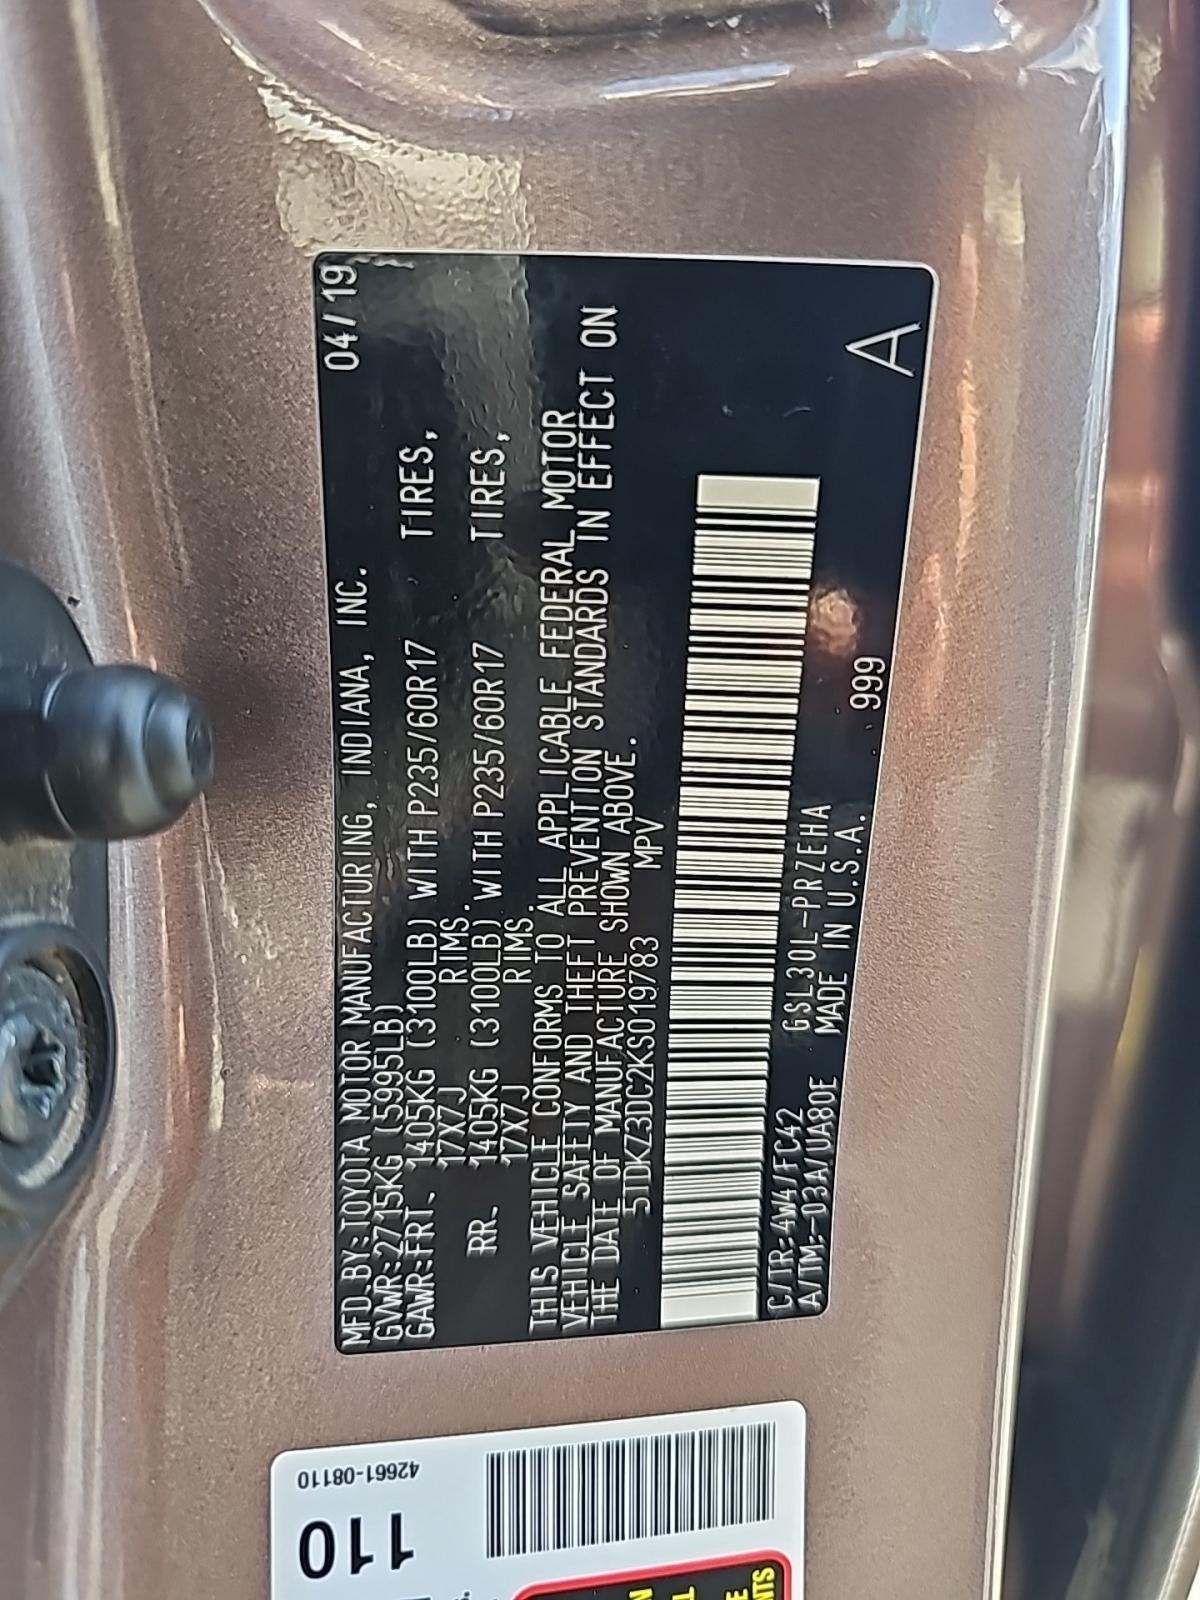 MFD.BY:TOYOTA MOTOR MANUFACTURING, INDIANA, INC. 04/19
GVWR:2715KG (5995LB)
GAWR:FRT. 1405KG (3100LB) WITH P235/60R17 TIRES,
17X7J RIMS.
RR. 1405KG (3100LB) WITH P235/60R17 TIRES,
17X7J RIMS.
THIS VEHICLE CONFORMS TO ALL APPLICABLE FEDERAL MOTOR
VEHICLE SAFETY AND THEFT PREVENTION STANDARDS IN EFFECT ON
THE DATE OF MANUFACTURE SHOWN ABOVE.
5TDKZ3DC2KS019783 MPV
C/TR:4W4/FC42 GSL30L-PRZEHA
A/TM:-03A/UA80E MADE IN U.S.A. 999
A
42661-08110
110